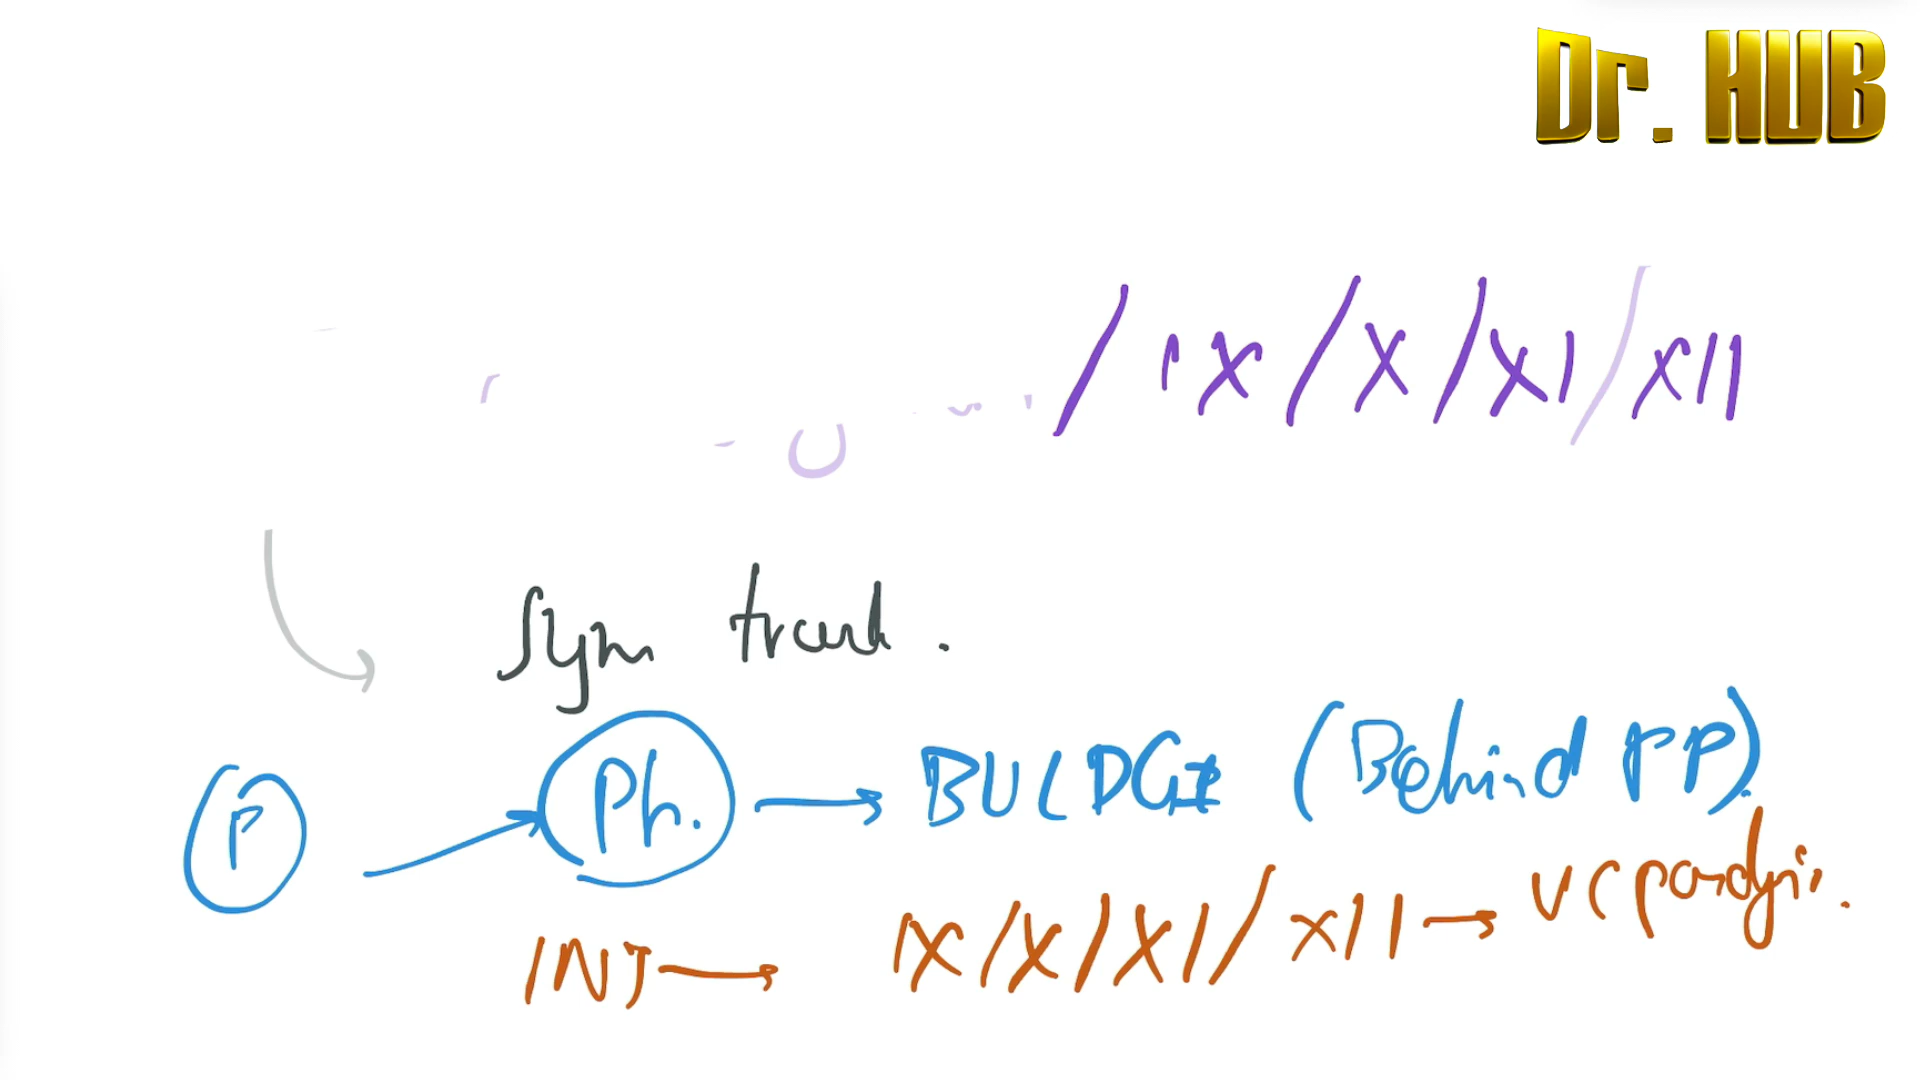 Dr. HUB
/ IX / X / XI / XII
Sym trunk .
P → Ph. → BULDGE (Behind PP).
INJ → IX / X / XI / XII → VC paralysis.